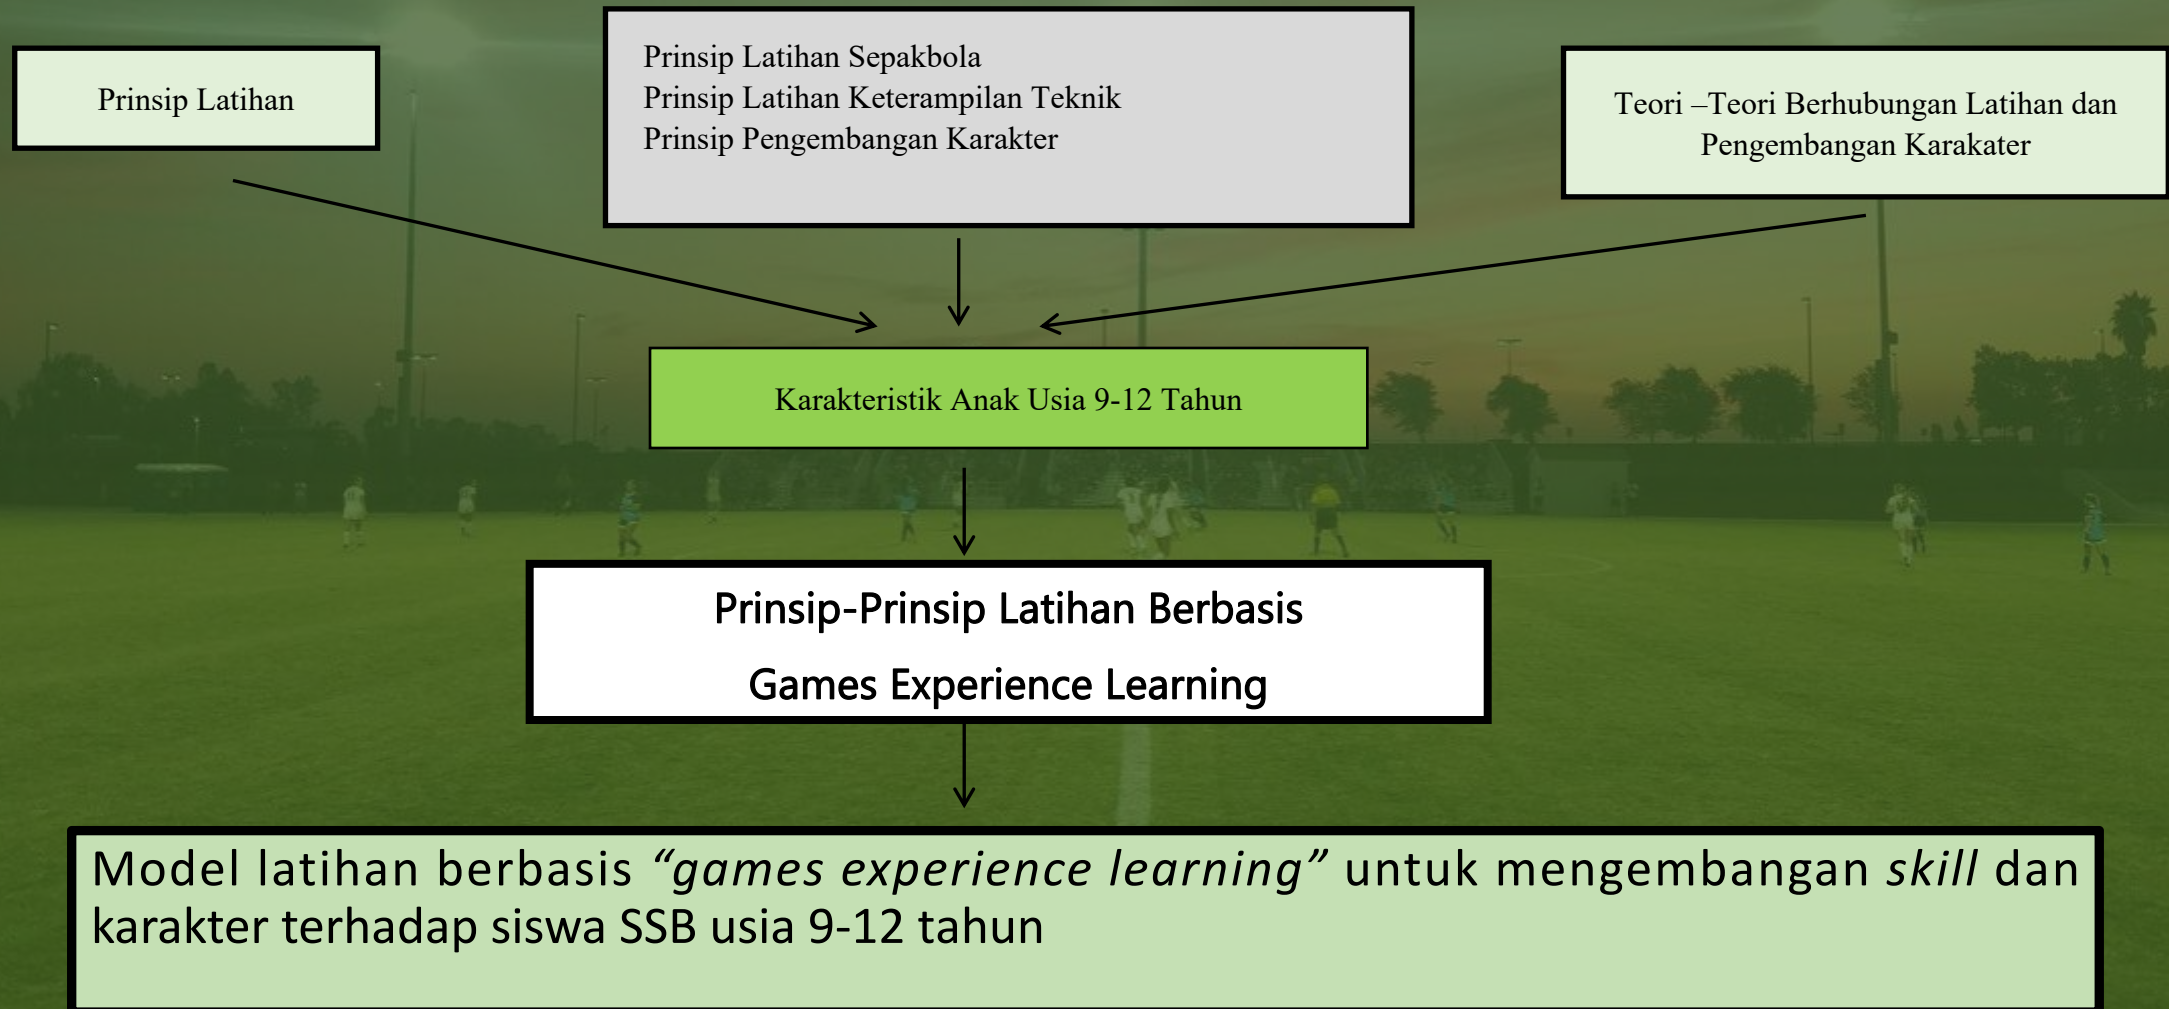 Prinsip Latihan
Prinsip Latihan Sepakbola
Prinsip Latihan Keterampilan Teknik
Prinsip Pengembangan Karakter
Teori –Teori Berhubungan Latihan dan
Pengembangan Karakater
Karakteristik Anak Usia 9-12 Tahun
Prinsip-Prinsip Latihan Berbasis
Games Experience Learning
Model latihan berbasis “games experience learning” untuk mengembangan skill dan
karakter terhadap siswa SSB usia 9-12 tahun